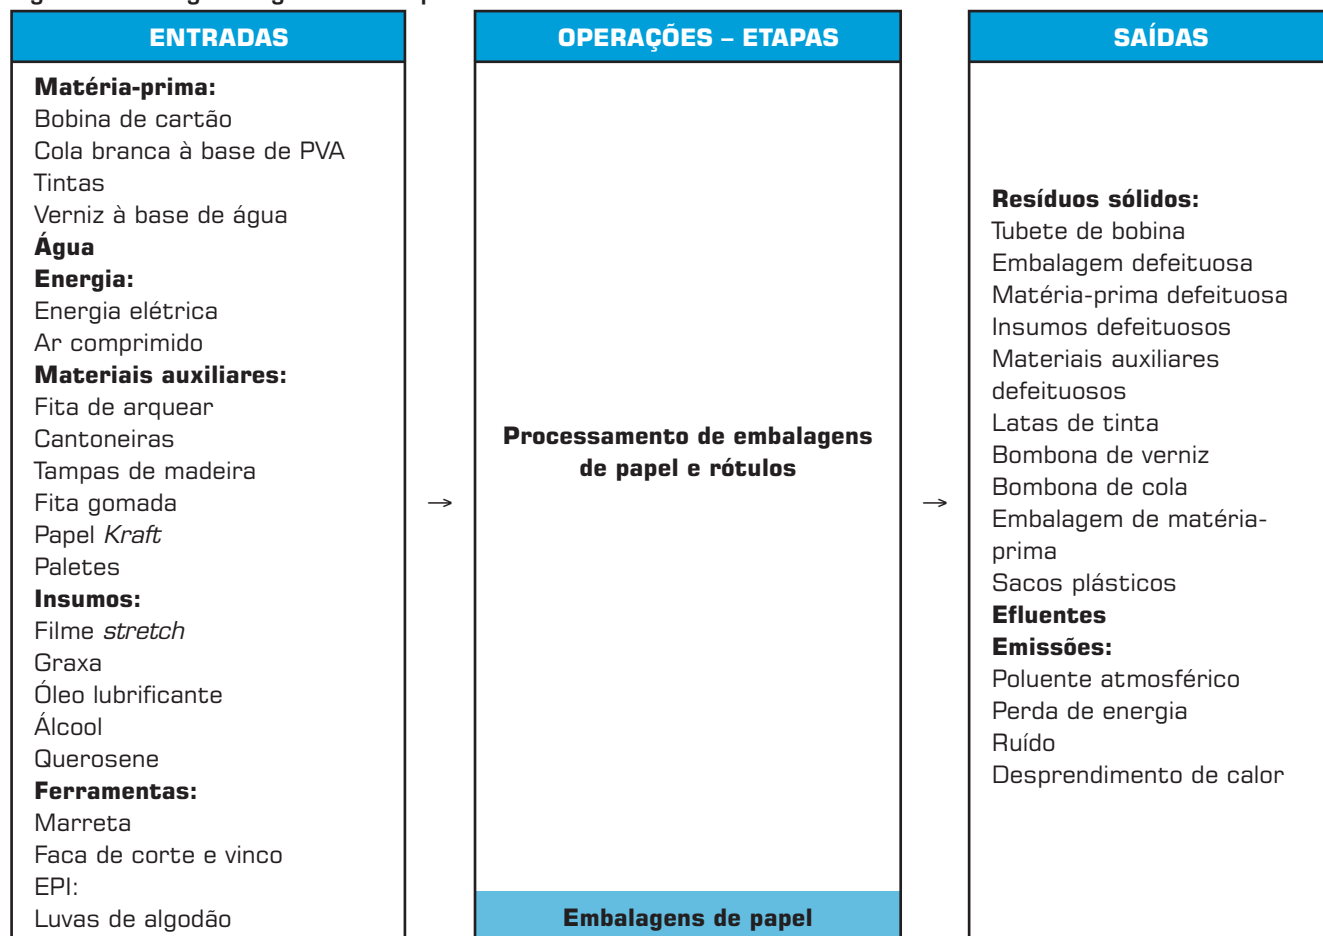 ENTRADAS
Matéria-prima:
Bobina de cartão
Cola branca à base de PVA
Tintas
Verniz à base de água
Água
Energia:
Energia elétrica
Ar comprimido
Materiais auxiliares:
Fita de arquear
Cantoneiras
Tampas de madeira
Fita gomada
Papel Kraft
Paletes
Insumos:
Filme stretch
Graxa
Óleo lubrificante
Álcool
Querosene
Ferramentas:
Marreta
Faca de corte e vinco
EPI:
Luvas de algodão
→
OPERAÇÕES – ETAPAS
Processamento de embalagens
de papel e rótulos
Embalagens de papel
→
SAÍDAS
Resíduos sólidos:
Tubete de bobina
Embalagem defeituosa
Matéria-prima defeituosa
Insumos defeituosos
Materiais auxiliares
defeituosos
Latas de tinta
Bombona de verniz
Bombona de cola
Embalagem de matéria-
prima
Sacos plásticos
Efluentes
Emissões:
Poluente atmosférico
Perda de energia
Ruído
Desprendimento de calor